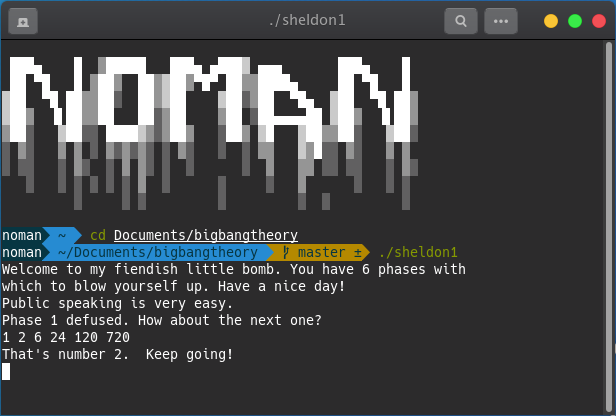 ./sheldon1
NOMAN
noman ~ cd Documents/bigbangtheory
noman ~/Documents/bigbangtheory master ± ./sheldon1
Welcome to my fiendish little bomb. You have 6 phases with
which to blow yourself up. Have a nice day!
Public speaking is very easy.
Phase 1 defused. How about the next one?
1 2 6 24 120 720
That's number 2.  Keep going!